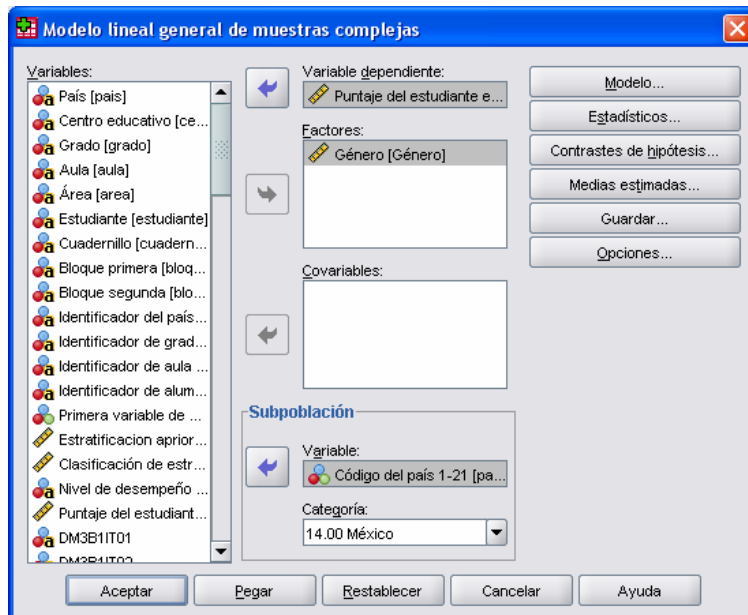 Modelo lineal general de muestras complejas
Variables:
País [pais]
Centro educativo [ce...
Grado [grado]
Aula [aula]
Área [area]
Estudiante [estudiante]
Cuadernillo [cuadern...
Bloque primera [bloq...
Bloque segunda [blo...
Identificador del país...
Identificador de grad...
Identificador de aula ...
Identificador de alum...
Primera variable de ...
Estratificacion aprior...
Clasificación de estr...
Nivel de desempeño ...
Puntaje del estudiant...
DM3B1IT01
DM3B1IT02
Variable dependiente:
Puntaje del estudiante e...
Factores:
Género [Género]
Covariables:
Subpoblación
Variable:
Código del país 1-21 [pa...
Categoría:
14.00 México
Modelo...
Estadísticos...
Contrastes de hipótesis...
Medias estimadas...
Guardar...
Opciones...
Aceptar
Pegar
Restablecer
Cancelar
Ayuda